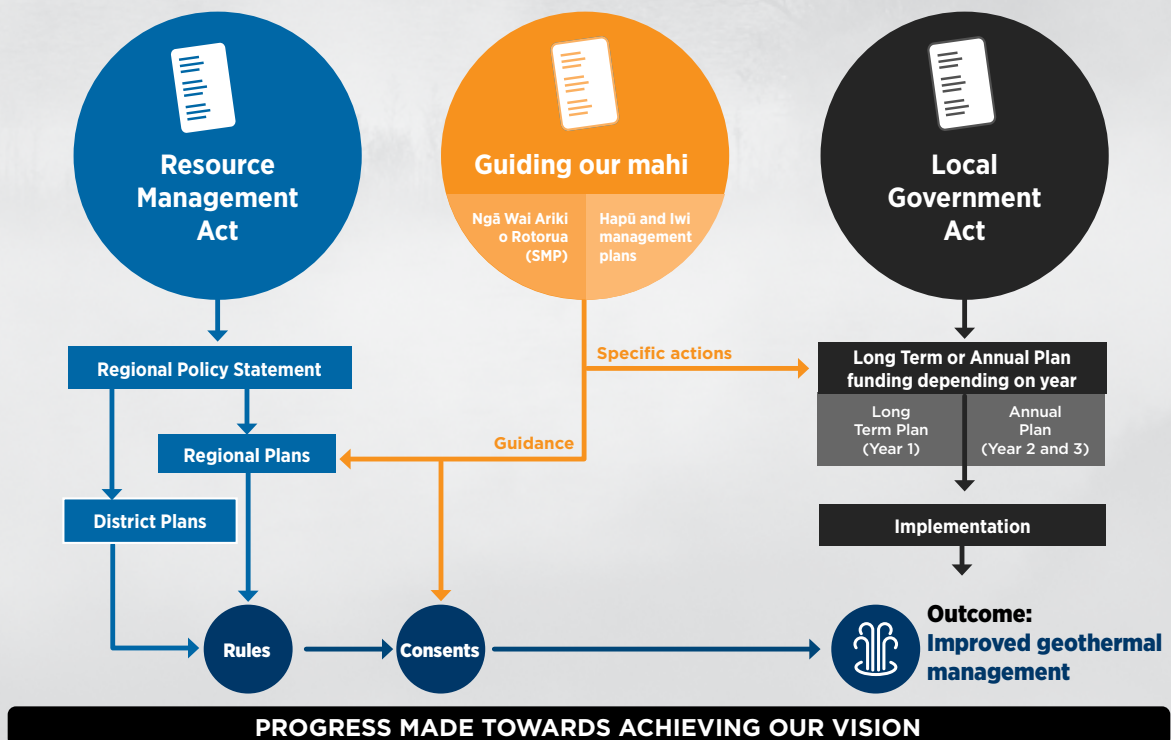 Resource
Management
Act
Guiding our mahi
Ngā Wai Ariki
o Rotorua
(SMP)
Hapū and Iwi
management
plans
Local
Government
Act
Regional Policy Statement
Regional Plans
District Plans
Specific actions
Guidance
Long Term or Annual Plan
funding depending on year
Long
Term Plan
(Year 1)
Annual
Plan
(Year 2 and 3)
Implementation
Rules
Consents
Outcome:
Improved geothermal
management
PROGRESS MADE TOWARDS ACHIEVING OUR VISION